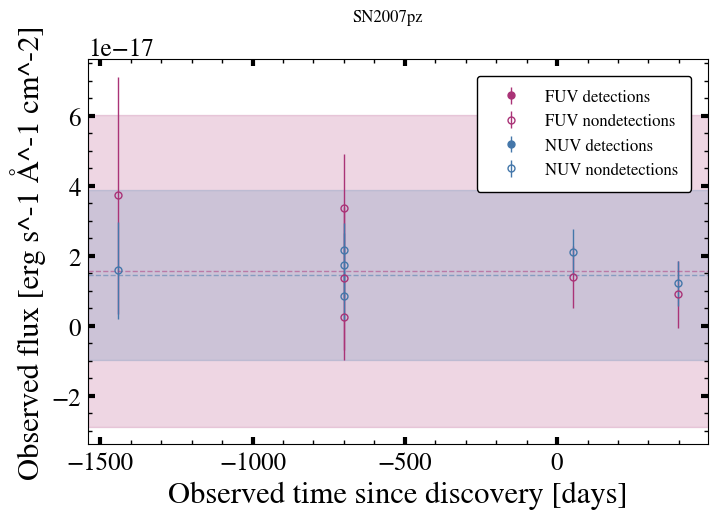 SN2007pz
1e−17
FUV detections
FUV nondetections
NUV detections
NUV nondetections
6
4
2
0
−2
Observed flux [erg s^-1 Å^-1 cm^-2]
−1500 −1000 −500 0
Observed time since discovery [days]